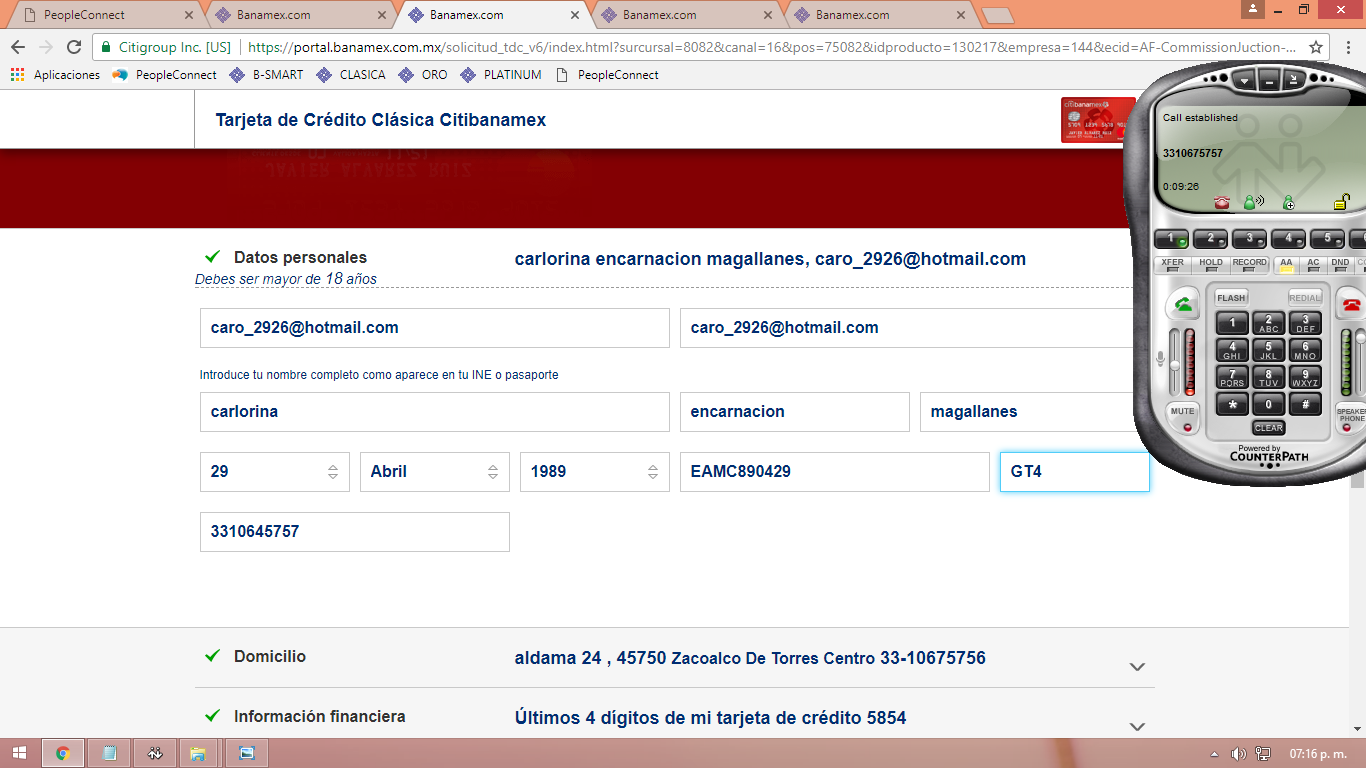 PeopleConnect
Banamex.com
Banamex.com
Banamex.com
Banamex.com
Citigroup Inc. [US]
https://portal.banamex.com.mx/solicitud_tdc_v6/index.html?surcursal=8082&canal=16&pos=75082&idproducto=130217&empresa=144&ecid=AF-CommissionJuction-...
Aplicaciones
PeopleConnect
B-SMART
CLASICA
ORO
PLATINUM
PeopleConnect
Tarjeta de Crédito Clásica Citibanamex
citibanamex
JAVIER ALVAREZ RUIZ
Datos personales
carlorina encarnacion magallanes, caro_2926@hotmail.com
Debes ser mayor de 18 años
caro_2926@hotmail.com
caro_2926@hotmail.com
Introduce tu nombre completo como aparece en tu INE o pasaporte
carlorina
encarnacion
magallanes
29
Abril
1989
EAMC890429
GT4
3310645757
Domicilio
aldama 24 , 45750 Zacoalco De Torres Centro 33-10675756
Información financiera
Últimos 4 dígitos de mi tarjeta de crédito 5854
Call established
3310675757
0:09:26
1 2 3 4 5
XFER HOLD RECORD AA AC DND
FLASH REDIAL
1 2 ABC 3 DEF
4 GHI 5 JKL 6 MNO
7 PQRS 8 TUV 9 WXYZ
* 0 #
MUTE
CLEAR
SPEAKER PHONE
Powered by
COUNTERPATH
07:16 p. m.